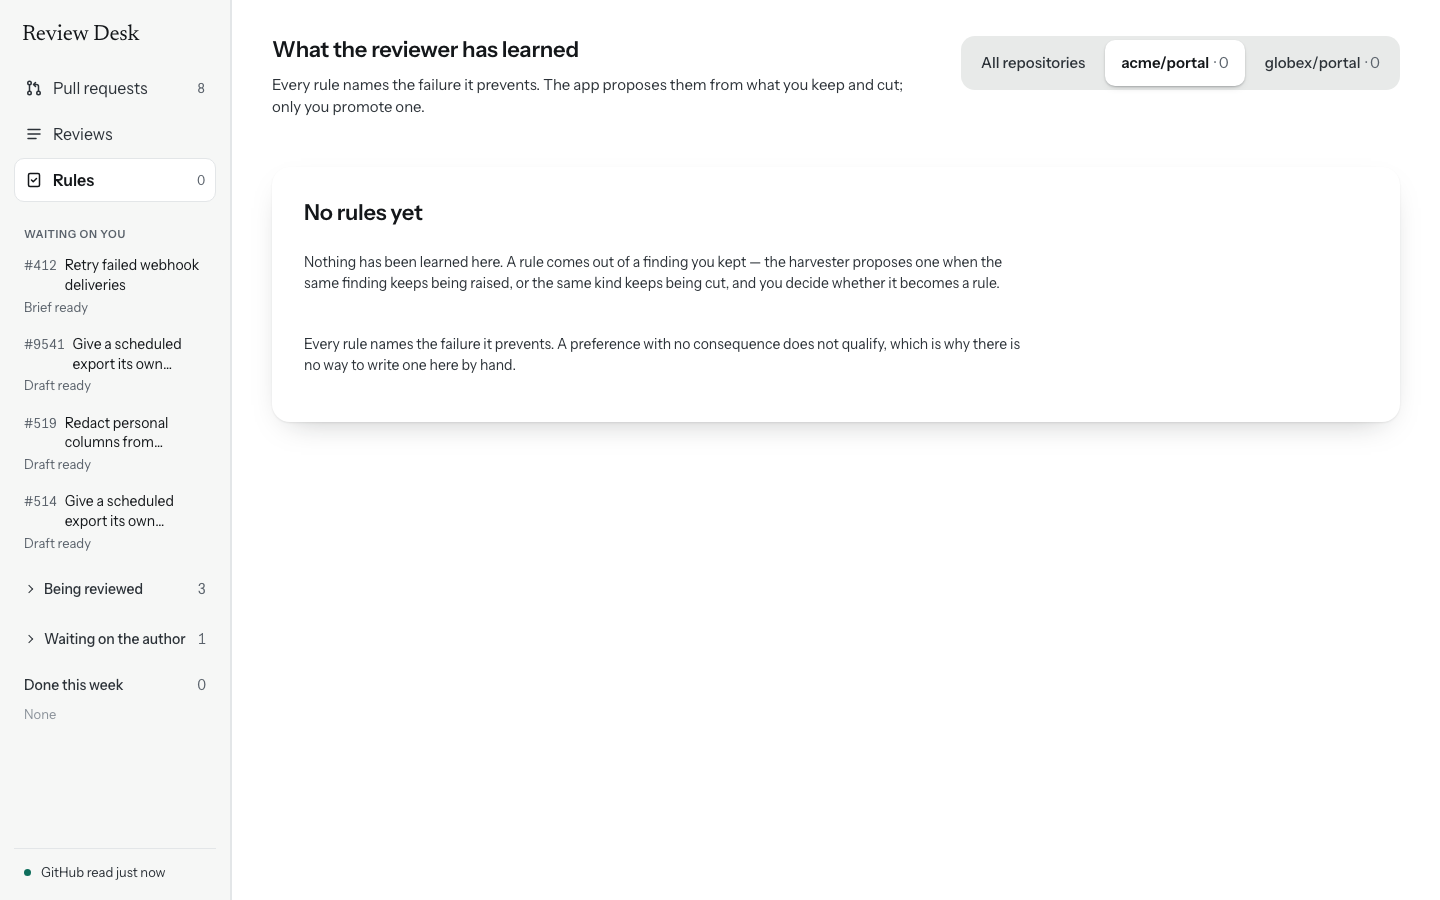 Review Desk
Pull requests 8
Reviews
Rules 0
WAITING ON YOU
#412 Retry failed webhook
deliveries
Brief ready
#9541 Give a scheduled
export its own...
Draft ready
#519 Redact personal
columns from...
Draft ready
#514 Give a scheduled
export its own...
Draft ready
Being reviewed 3
Waiting on the author 1
Done this week 0
None
GitHub read just now
What the reviewer has learned
Every rule names the failure it prevents. The app proposes them from what you keep and cut;
only you promote one.
All repositories acme/portal · 0 globex/portal · 0
No rules yet
Nothing has been learned here. A rule comes out of a finding you kept — the harvester proposes one when the
same finding keeps being raised, or the same kind keeps being cut, and you decide whether it becomes a rule.
Every rule names the failure it prevents. A preference with no consequence does not qualify, which is why there is
no way to write one here by hand.